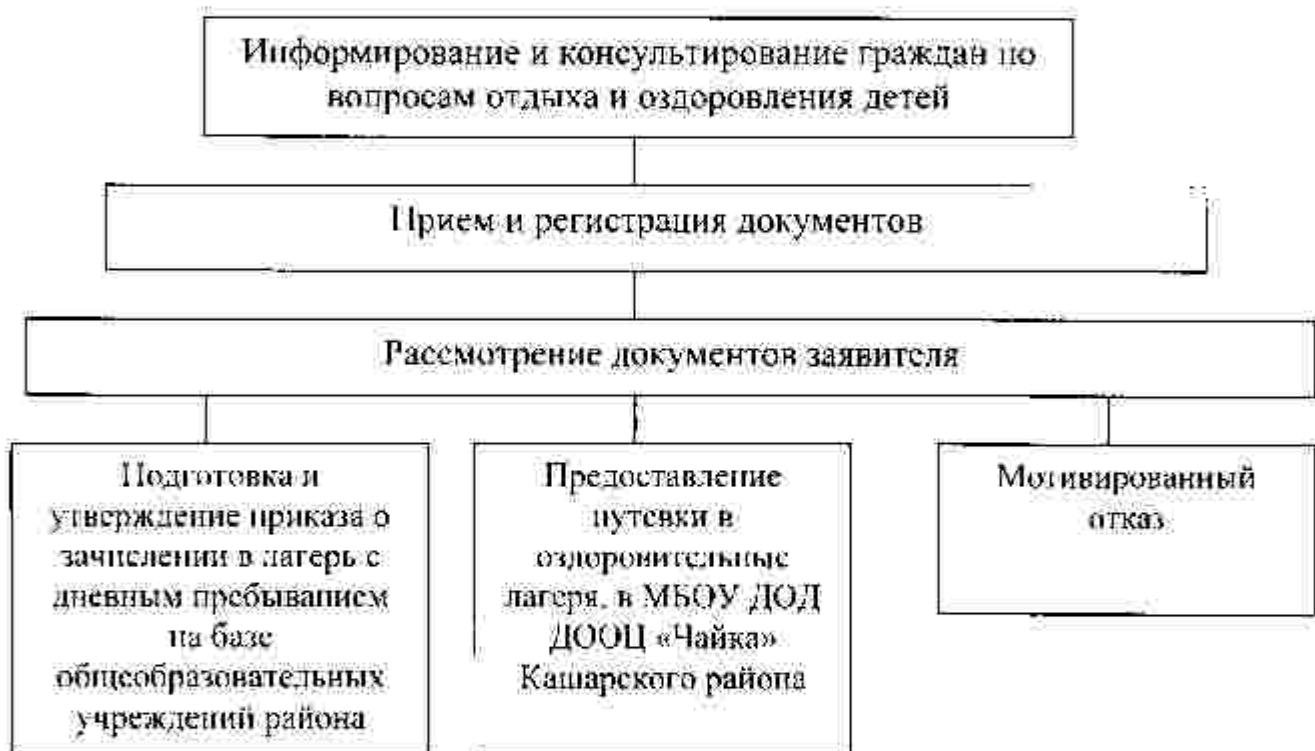 Информирование и консультирование граждан по
вопросам отдыха и оздоровления детей
Прием и регистрация документов
Рассмотрение документов заявителя
Подготовка и
утверждение приказа о
зачислении в лагерь с
дневным пребыванием
на базе
общеобразовательных
учреждений района
Предоставление
путевки в
оздоровительные
лагеря, в МБОУ ДОД
ДООЦ «Чайка»
Кашарского района
Мотивированный
отказ